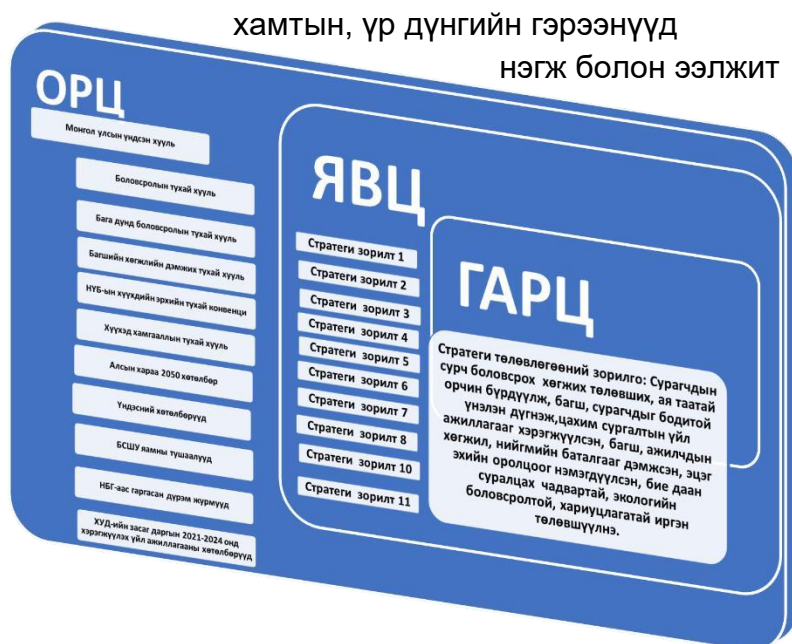 хамтын, үр дүнгийн гэрээнүүд
нэгж болон ээлжит
ОРЦ
Монгол улсын үндсэн хууль
Боловсролын тухай хууль
Бага дунд боловсролын тухай хууль
Багшийн хөгжлийн дэмжих тухай хууль
НҮБ-ын хүүхдийн эрхийн тухай конвенци
Хүүхэд хамгааллын тухай хууль
Алсын хараа 2050 хөтөлбөр
Үндэсний хөтөлбөрүүд
БСШУ яамны тушаалууд
НБГ-аас гаргасан дүрэм журмууд
ХУД-ийн засаг даргын 2021-2024 онд
хэрэгжүүлэх үйл ажиллагааны хөтөлбөрүүд
ЯВЦ
Стратеги зорилт 1
Стратеги зорилт 2
Стратеги зорилт 3
Стратеги зорилт 4
Стратеги зорилт 5
Стратеги зорилт 6
Стратеги зорилт 7
Стратеги зорилт 8
Стратеги зорилт 10
Стратеги зорилт 11
ГАРЦ
Стратеги төлөвлөгөөний зорилго: Сурагчдын
сурч боловсрох хөгжих төлөвших, ая таатай
орчин бүрдүүлж, багш, сурагчдыг бодитой
үнэлэн дүгнэж,цахим сургалтын үйл
ажиллагааг хэрэгжүүлсэн, багш, ажилчдын
хөгжил, нийгмийн баталгааг дэмжсэн, эцэг
эхийн оролцоог нэмэгдүүлсэн, бие даан
суралцах чадвартай, экологийн
боловсролтой, хариуцлагатай иргэн
төлөвшүүлнэ.